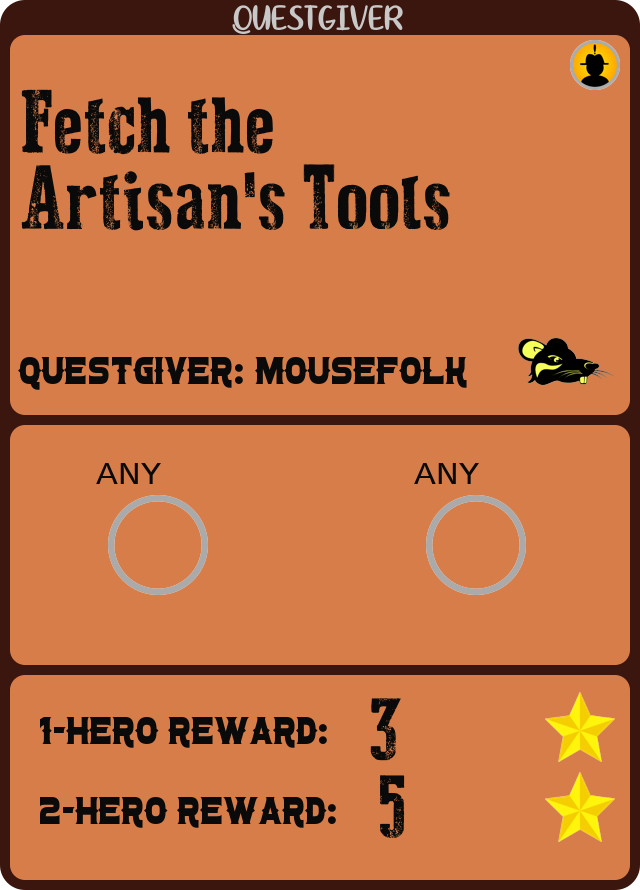 QUESTGIVER
Fetch the
Artisan's Tools
QUESTGIVER: MOUSEFOLK
ANY ANY
1-HERO REWARD: 3
2-HERO REWARD: 5